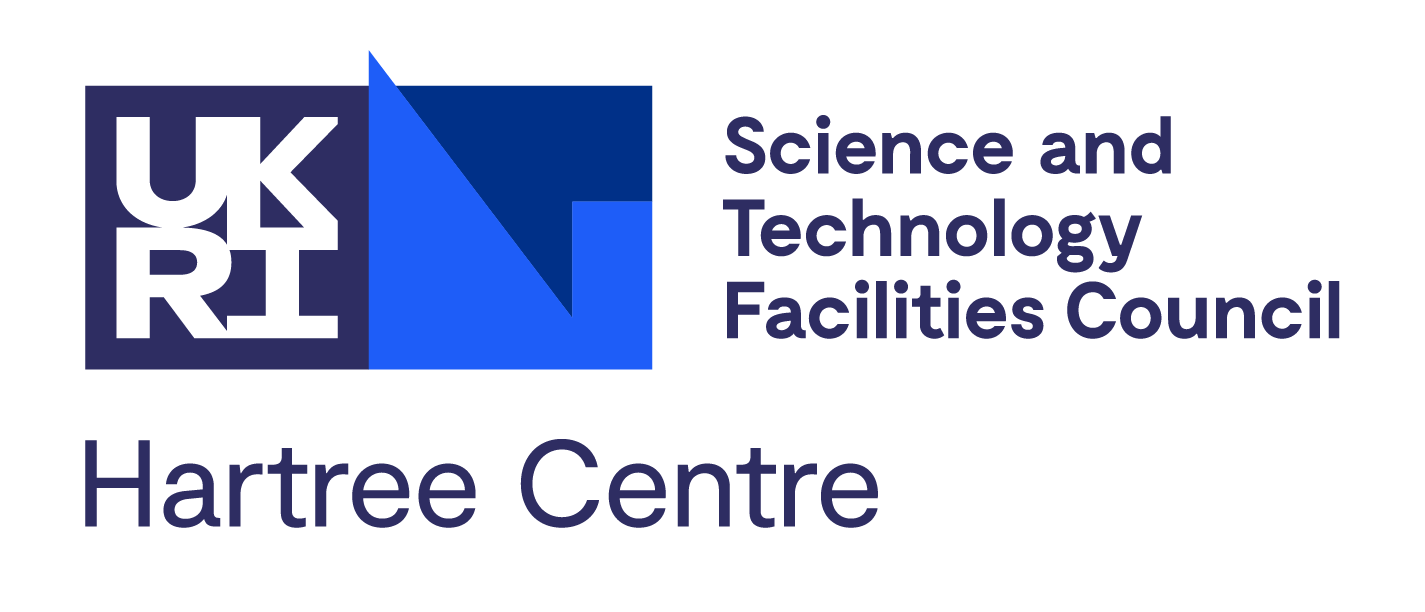 UK
RI
Science and
Technology
Facilities Council
Hartree Centre